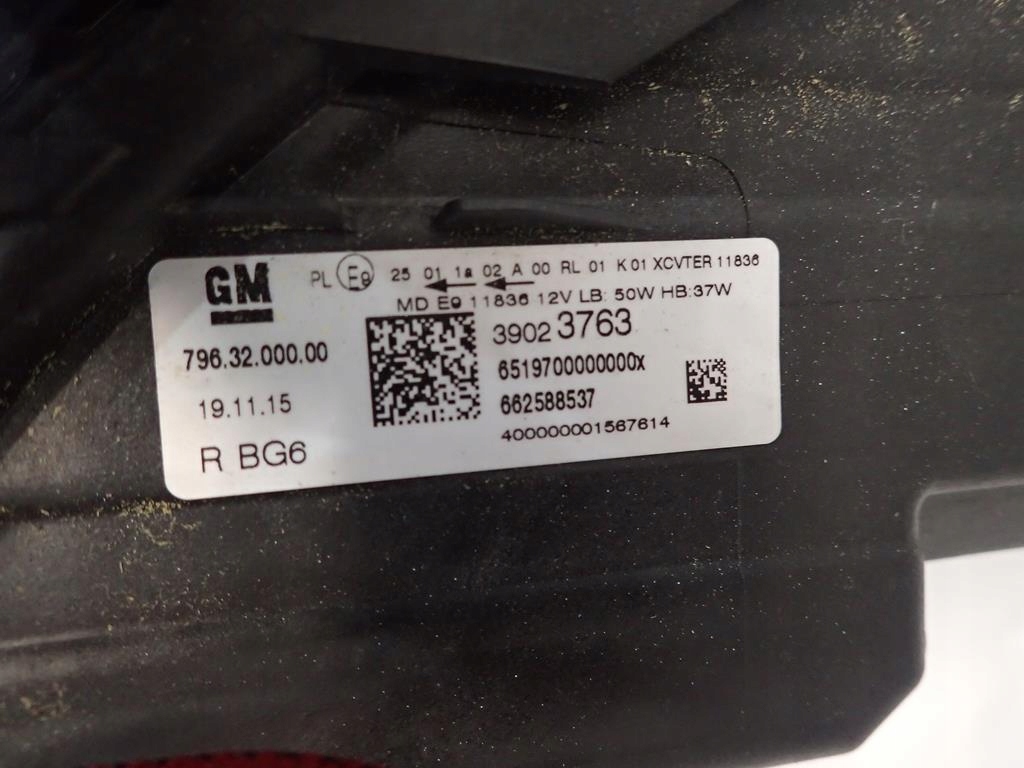 GM
PL E9 25 01 1a 02 A 00 RL 01 K 01 XCVTER 11836
MD E9 11836 12V LB: 50W HB:37W
3902 3763
796.32.000.00
6519700000000X
19.11.15
662588537
R BG6
400000001567614